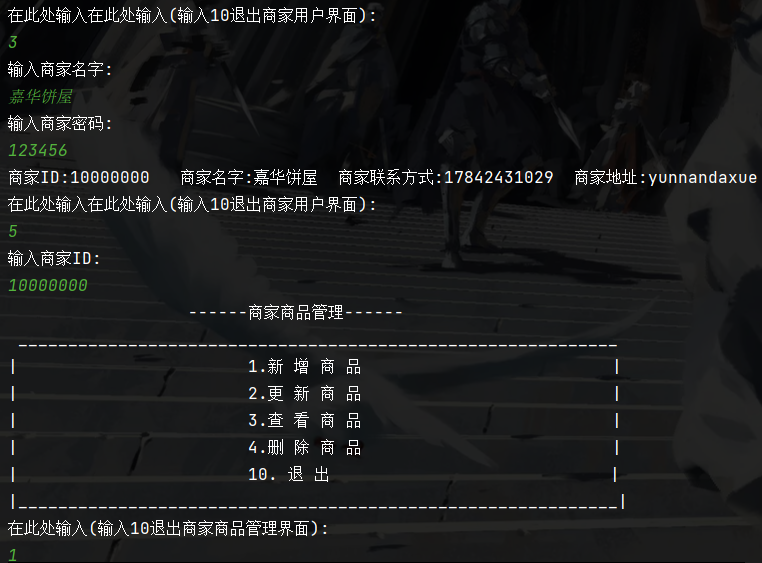 在此处输入在此处输入(输入10退出商家用户界面):
3
输入商家名字:
嘉华饼屋
输入商家密码:
123456
商家ID:10000000   商家名字:嘉华饼屋  商家联系方式:17842431029  商家地址:yunnandaxue
在此处输入在此处输入(输入10退出商家用户界面):
5
输入商家ID:
10000000
------商家商品管理------
____________________________________________________________
|                       1.新 增 商 品                         |
|                       2.更 新 商 品                         |
|                       3.查 看 商 品                         |
|                       4.删 除 商 品                         |
|                       10. 退 出                            |
|____________________________________________________________|
在此处输入(输入10退出商家商品管理界面):
1